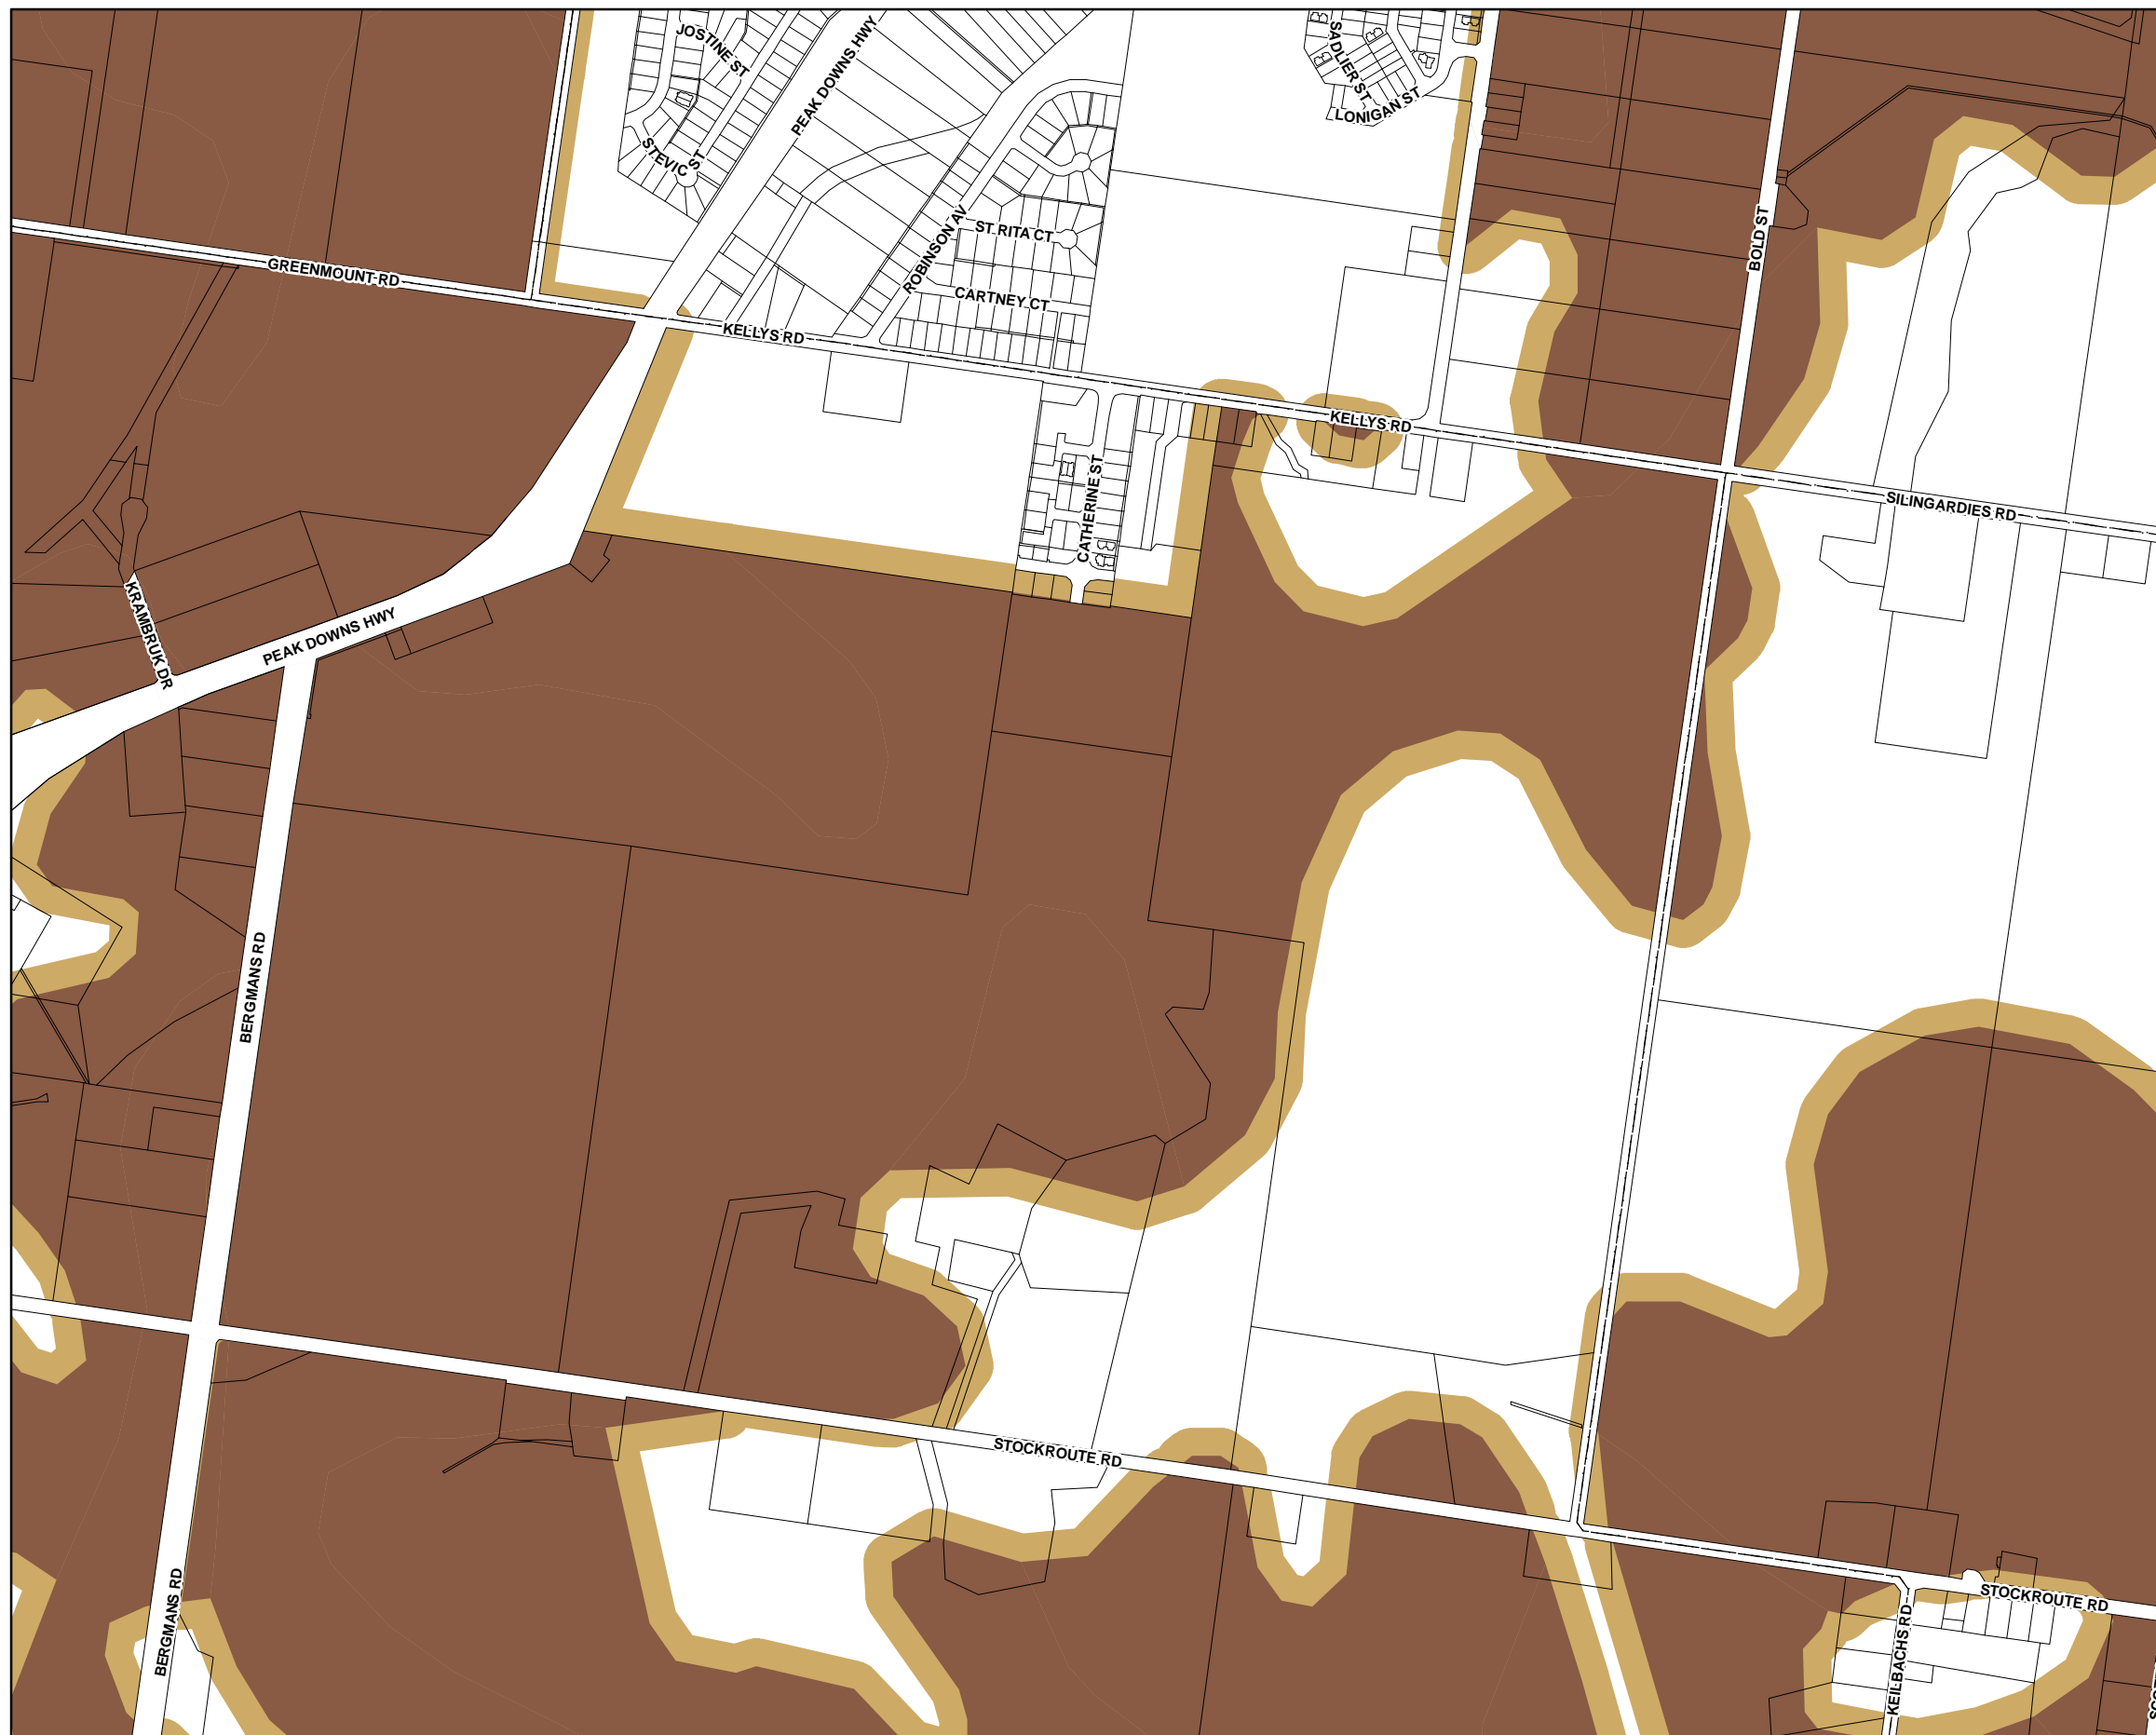 JOSTINE ST
PEAK DOWNS HWY
SADLIER ST
LONIGAN ST
STEVIC ST
ROBINSON AV
ST RITA CT
BOLD ST
GREENMOUNT RD
CARTNEY CT
KELLYS RD
KELLYS RD
CATHERINE ST
SILINGARDIES RD
KRAMBRUK DR
PEAK DOWNS HWY
BERGMANS RD
STOCKROUTE RD
BERGMANS RD
STOCKROUTE RD
KEILBACHS RD